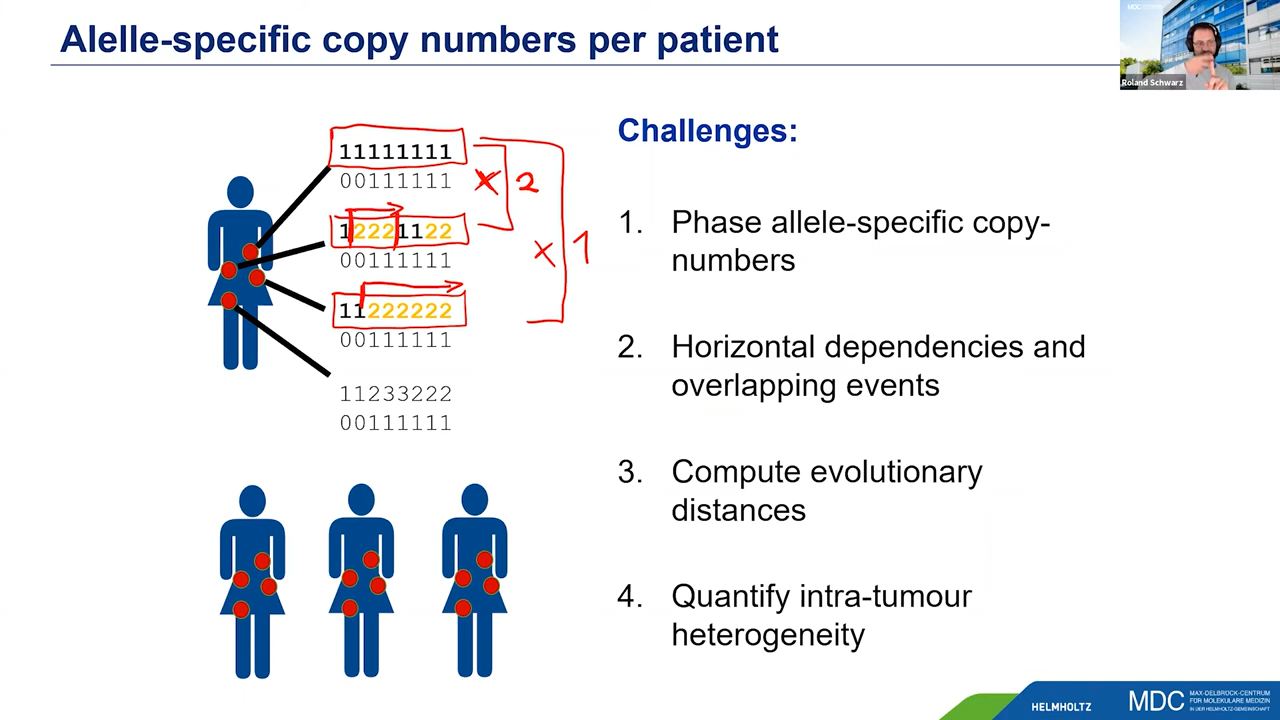 Alelle-specific copy numbers per patient
MDC
Roland Schwarz
11111111
00111111
12221122
00111111
11222222
00111111
11233222
00111111
x 2
x 1
Challenges:
1. Phase allele-specific copy-
numbers
2. Horizontal dependencies and
overlapping events
3. Compute evolutionary
distances
4. Quantify intra-tumour
heterogeneity
HELMHOLTZ
MDC
MAX-DELBRÜCK-CENTRUM
FÜR MOLEKULARE MEDIZIN
IN DER HELMHOLTZ-GEMEINSCHAFT